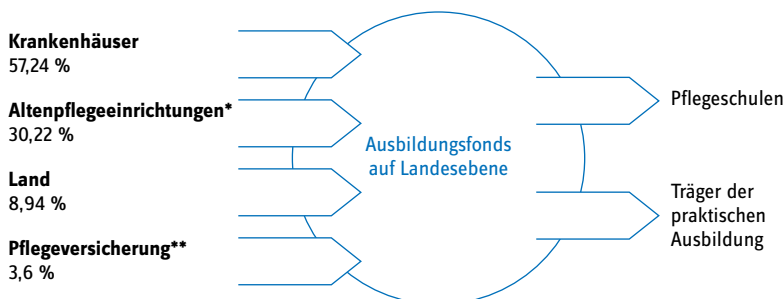 Krankenhäuser
57,24 %
Altenpflegeeinrichtungen*
30,22 %
Land
8,94 %
Pflegeversicherung**
3,6 %
Ausbildungsfonds
auf Landesebene
Pflegeschulen
Träger der
praktischen
Ausbildung